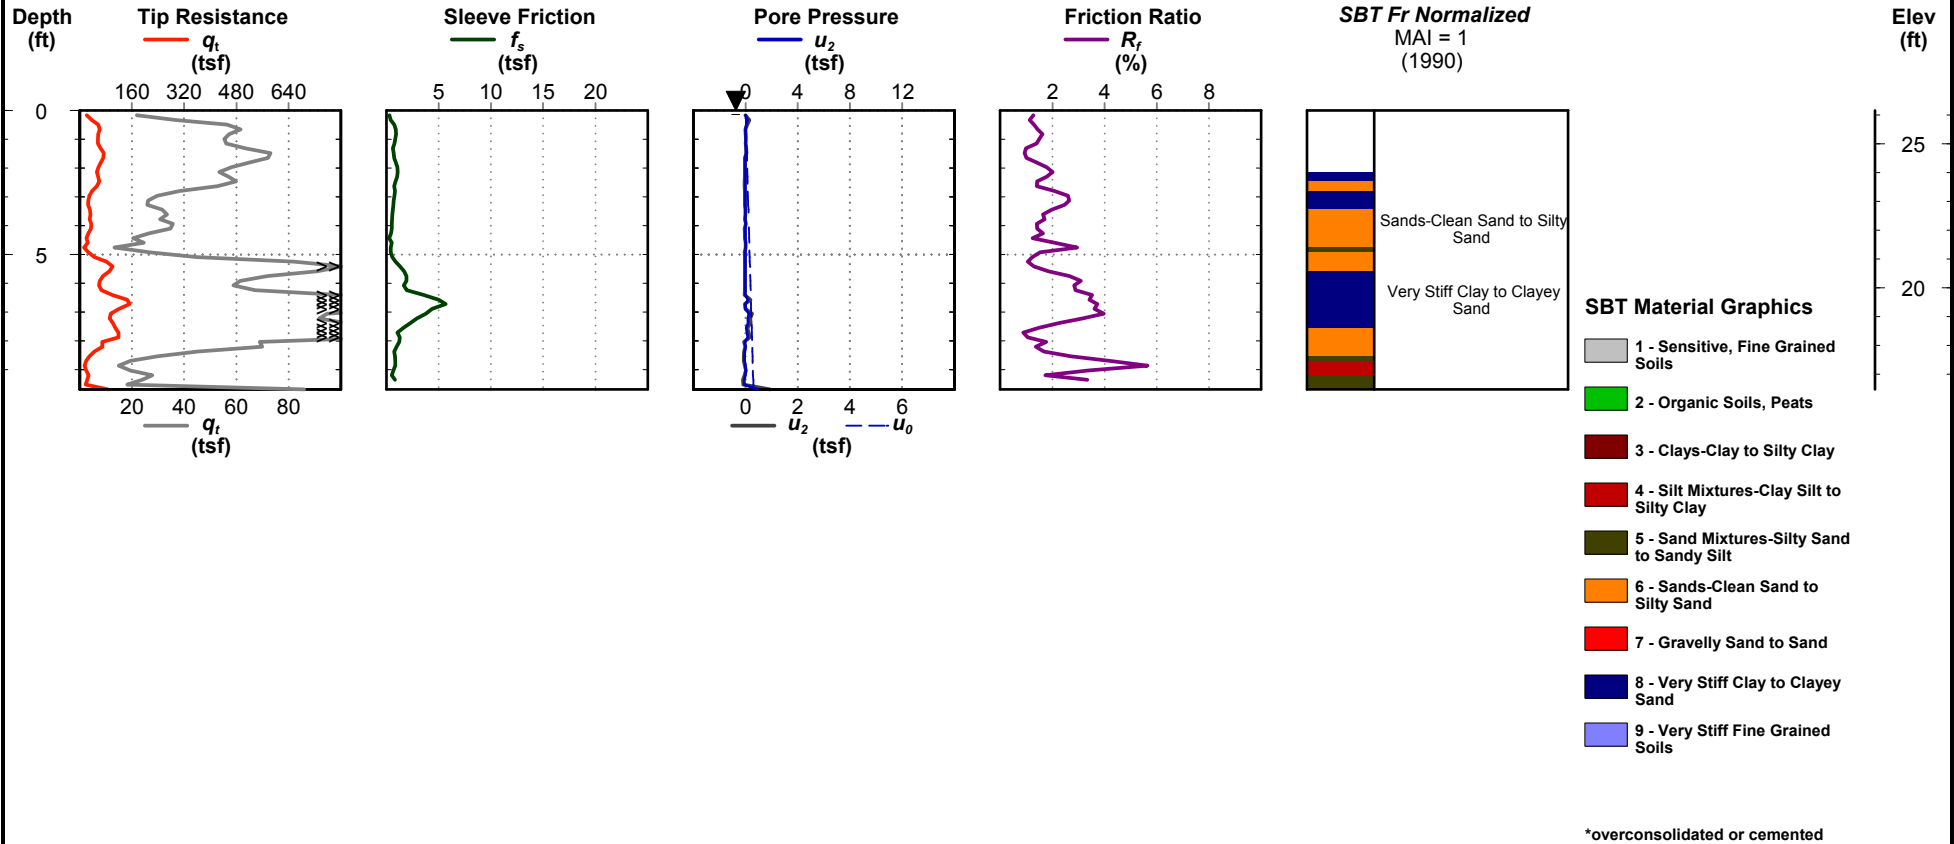 Depth
(ft)
Tip Resistance
qt
(tsf)
160 320 480 640
Sleeve Friction
fs
(tsf)
5 10 15 20
Pore Pressure
u2
(tsf)
0 4 8 12
Friction Ratio
Rf
(%)
2 4 6 8
SBT Fr Normalized
MAI = 1
(1990)
Elev
(ft)
0
5
>>
>>
>>
>>
>>
>>
>>
>>
>>
20 40 60 80
qt
(tsf)
0 2 4 6
u2 u0
(tsf)
Sands-Clean Sand to Silty
Sand
Very Stiff Clay to Clayey
Sand
25
20
SBT Material Graphics
1 - Sensitive, Fine Grained
Soils
2 - Organic Soils, Peats
3 - Clays-Clay to Silty Clay
4 - Silt Mixtures-Clay Silt to
Silty Clay
5 - Sand Mixtures-Silty Sand
to Sandy Silt
6 - Sands-Clean Sand to
Silty Sand
7 - Gravelly Sand to Sand
8 - Very Stiff Clay to Clayey
Sand
9 - Very Stiff Fine Grained
Soils
*overconsolidated or cemented